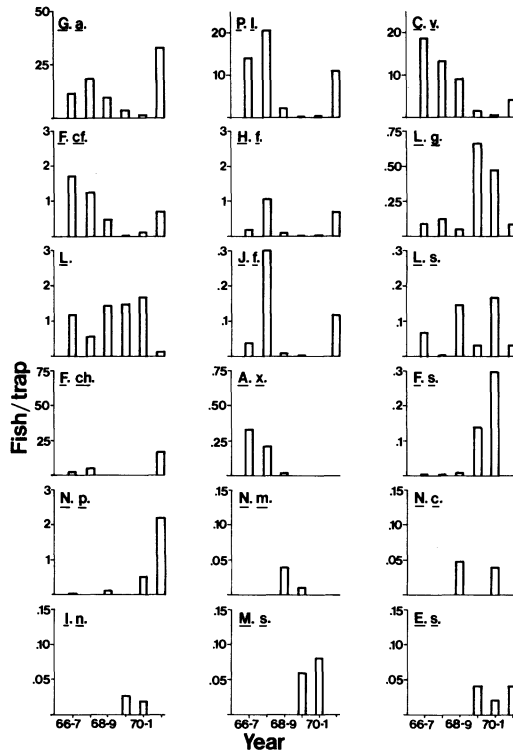 Fish/trap
G. a.
50
25
P. l.
20
10
C. v.
20
10
F. cf.
3
2
1
H. f.
3
2
1
L. g.
.75
.50
.25
L.
3
2
1
J. f.
.3
.2
.1
L. s.
.3
.2
.1
F. ch.
75
50
25
A. x.
.75
.50
.25
F. s.
.3
.2
.1
N. p.
3
2
1
N. m.
.15
.10
.05
N. c.
.15
.10
.05
I. n.
.15
.10
.05
M. s.
.15
.10
.05
E. s.
.15
.10
.05
66-7 68-9 70-1
66-7 68-9 70-1
66-7 68-9 70-1
Year